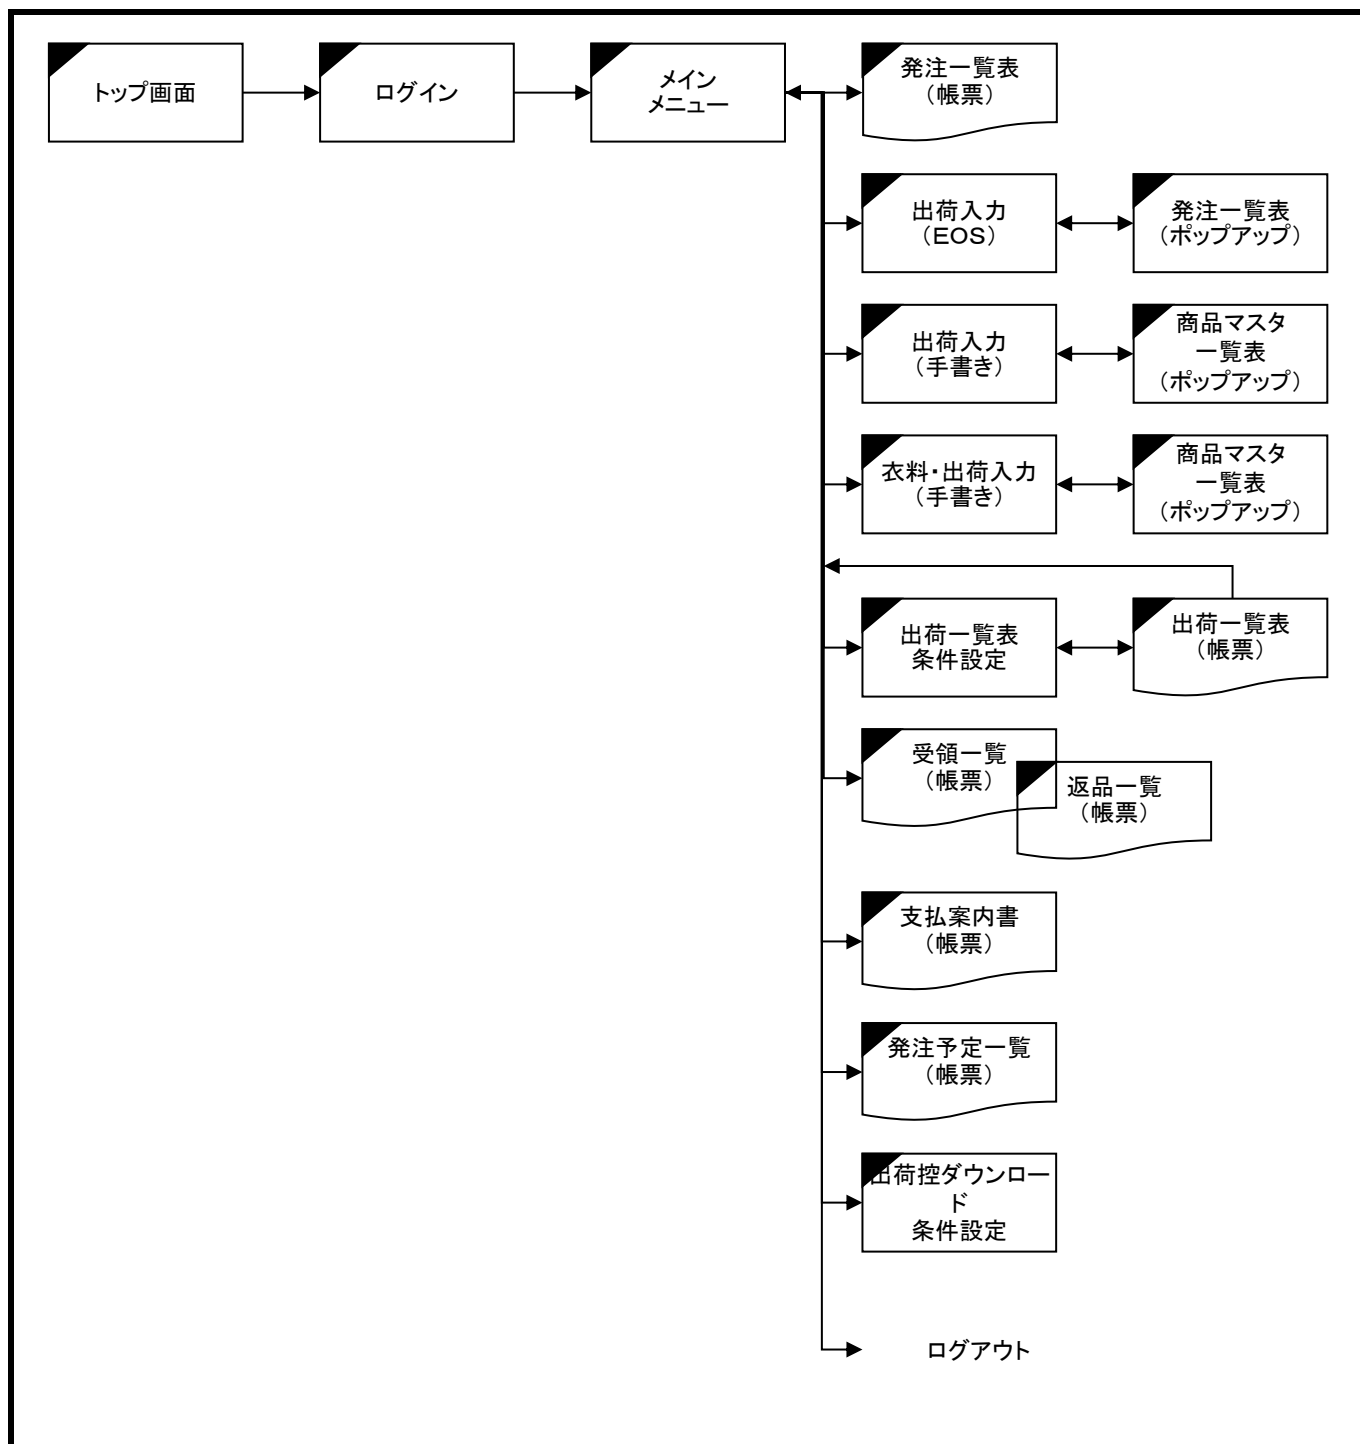 トップ画面
ログイン
メイン
メニュー
発注一覧表
（帳票）
出荷入力
（EOS）
発注一覧表
（ポップアップ）
出荷入力
（手書き）
商品マスタ
一覧表
（ポップアップ）
衣料・出荷入力
（手書き）
商品マスタ
一覧表
（ポップアップ）
出荷一覧表
条件設定
出荷一覧表
（帳票）
受領一覧
（帳票）
返品一覧
（帳票）
支払案内書
（帳票）
発注予定一覧
（帳票）
出荷控ダウンロー
ド
条件設定
ログアウト